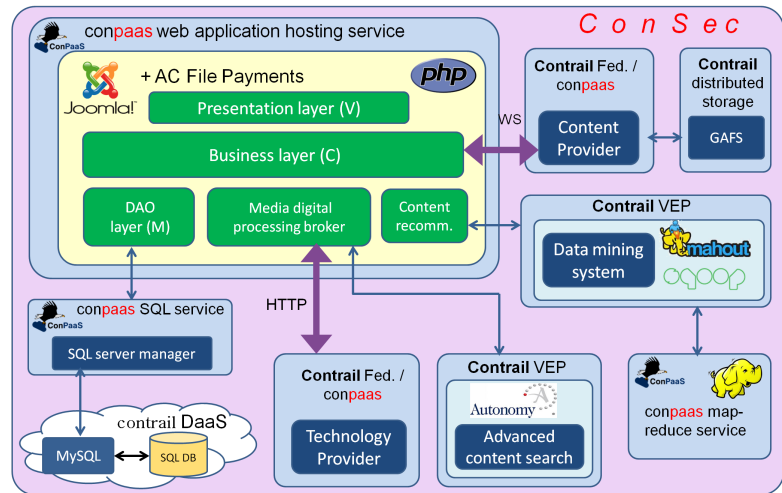 ConSec
ConPaaS
conpaas web application hosting service
Joomla!
+ AC File Payments
php
Presentation layer (V)
Business layer (C)
DAO
layer (M)
Media digital
processing broker
Content
recomm.
WS
Contrail Fed. /
conpaas
Content
Provider
Contrail
distributed
storage
GAFS
Contrail VEP
Data mining
system
mahout
sqoop
HTTP
conpaas SQL service
ConPaaS
SQL server manager
contrail DaaS
MySQL
SQL DB
Contrail Fed. /
conpaas
Technology
Provider
Contrail VEP
Autonomy
Advanced
content search
ConPaaS
conpaas map-
reduce service